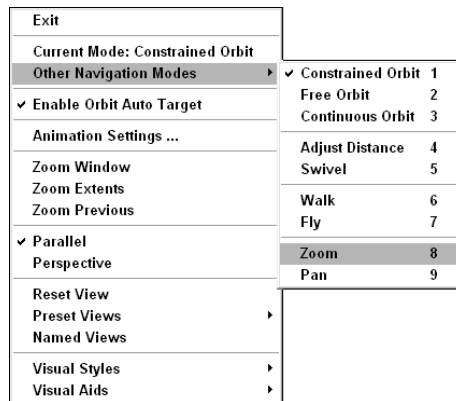 Exit
Current Mode: Constrained Orbit
Other Navigation Modes
Enable Orbit Auto Target
Animation Settings ...
Zoom Window
Zoom Extents
Zoom Previous
Parallel
Perspective
Reset View
Preset Views
Named Views
Visual Styles
Visual Aids
Constrained Orbit 1
Free Orbit 2
Continuous Orbit 3
Adjust Distance 4
Swivel 5
Walk 6
Fly 7
Zoom 8
Pan 9